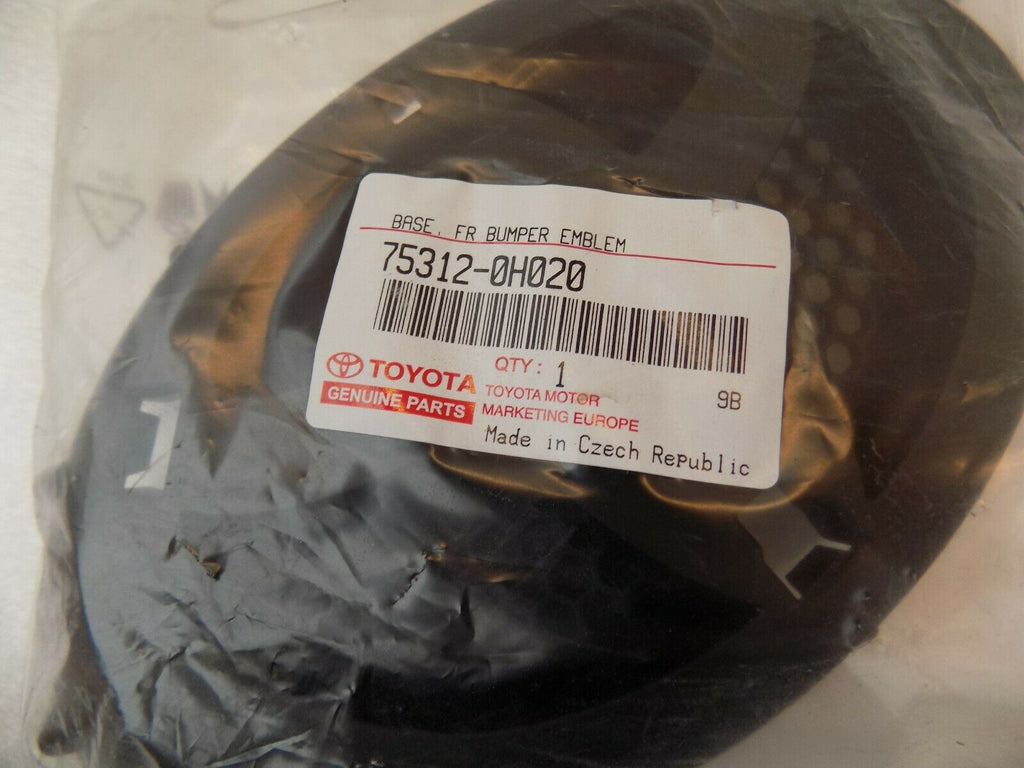 BASE, FR BUMPER EMBLEM
75312-0H020
TOYOTA
GENUINE PARTS
QTY: 1
TOYOTA MOTOR
MARKETING EUROPE
9B
Made in Czech Republic